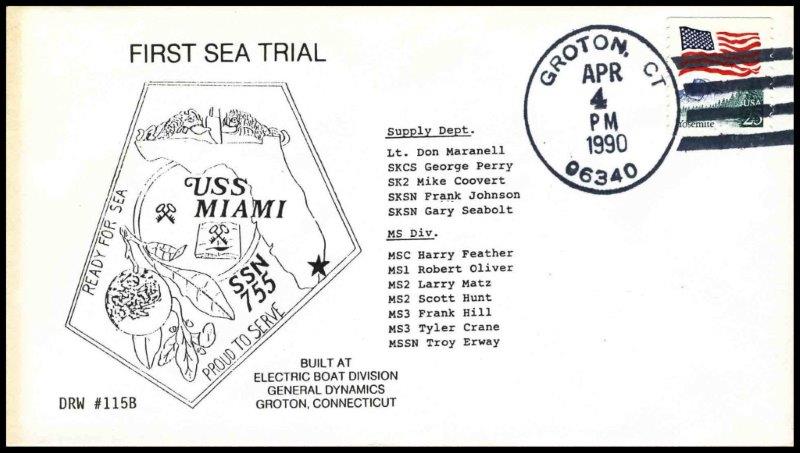 FIRST SEA TRIAL
USS
MIAMI
SSN
755
READY FOR SEA
PROUD TO SERVE
BUILT AT
ELECTRIC BOAT DIVISION
GENERAL DYNAMICS
GROTON, CONNECTICUT
DRW #115B
Supply Dept.
Lt. Don Maranell
SKCS George Perry
SK2 Mike Coovert
SKSN Frank Johnson
SKSN Gary Seabolt
MS Div.
MSC Harry Feather
MS1 Robert Oliver
MS2 Larry Matz
MS2 Scott Hunt
MS3 Frank Hill
MS3 Tyler Crane
MSSN Troy Erway
GROTON, CT
APR
4
PM
1990
06340
USA
25
Yosemite